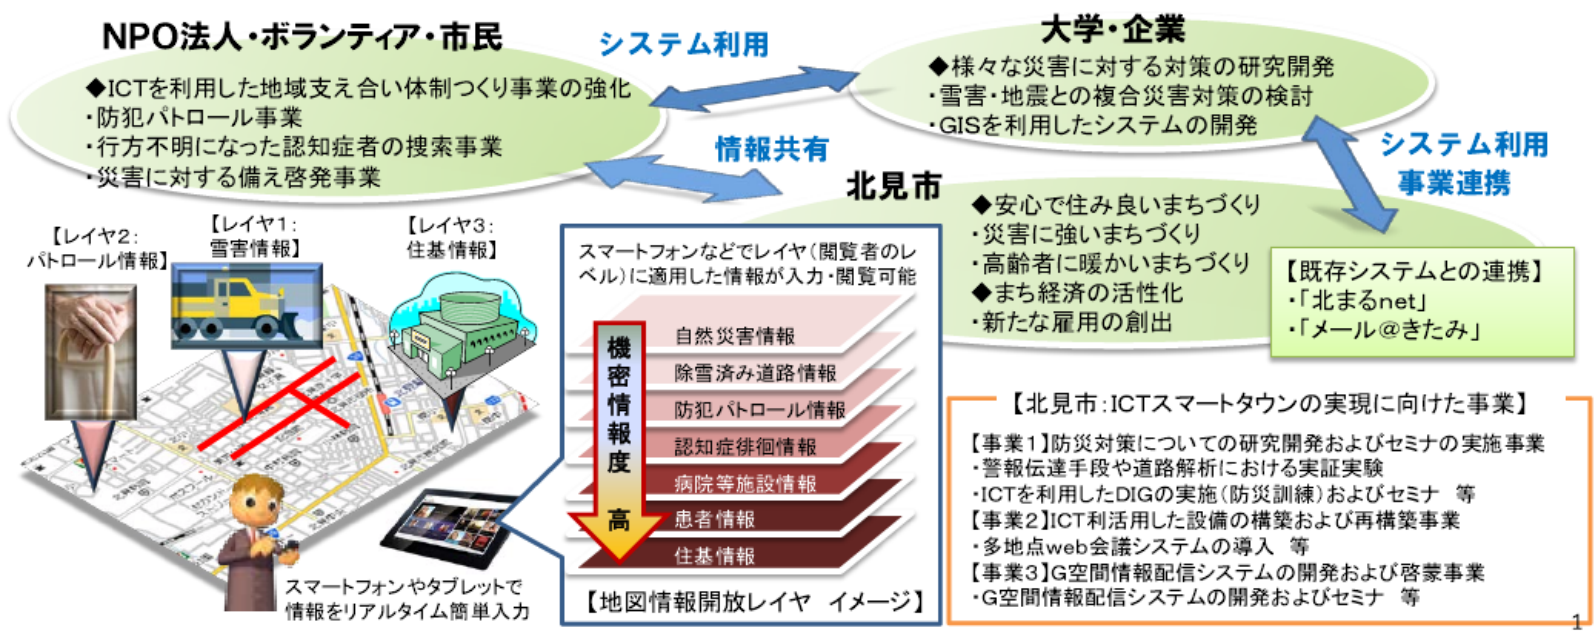 NPO法人・ボランティア・市民
◆ICTを利用した地域支え合い体制つくり事業の強化
・防犯パトロール事業
・行方不明になった認知症者の捜索事業
・災害に対する備え啓発事業
システム利用
情報共有
大学・企業
◆様々な災害に対する対策の研究開発
・雪害・地震との複合災害対策の検討
・GISを利用したシステムの開発
システム利用
事業連携
北見市
◆安心で住み良いまちづくり
・災害に強いまちづくり
・高齢者に暖かいまちづくり
◆まち経済の活性化
・新たな雇用の創出
【既存システムとの連携】
・「北まるnet」
・「メール@きたみ」
【レイヤ2:
パトロール情報】
【レイヤ1:
雪害情報】
【レイヤ3:
住基情報】
スマートフォンやタブレットで
情報をリアルタイム簡単入力
スマートフォンなどでレイヤ(閲覧者のレ
ベル)に適用した情報が入力・閲覧可能
機密情報度 高
自然災害情報
除雪済み道路情報
防犯パトロール情報
認知症徘徊情報
病院等施設情報
患者情報
住基情報
【地図情報開放レイヤ イメージ】
【北見市:ICTスマートタウンの実現に向けた事業】
【事業1】防災対策についての研究開発およびセミナの実施事業
・警報伝達手段や道路解析における実証実験
・ICTを利用したDIGの実施(防災訓練)およびセミナ 等
【事業2】ICT利活用した設備の構築および再構築事業
・多地点web会議システムの導入 等
【事業3】G空間情報配信システムの開発および啓蒙事業
・G空間情報配信システムの開発およびセミナ 等
1